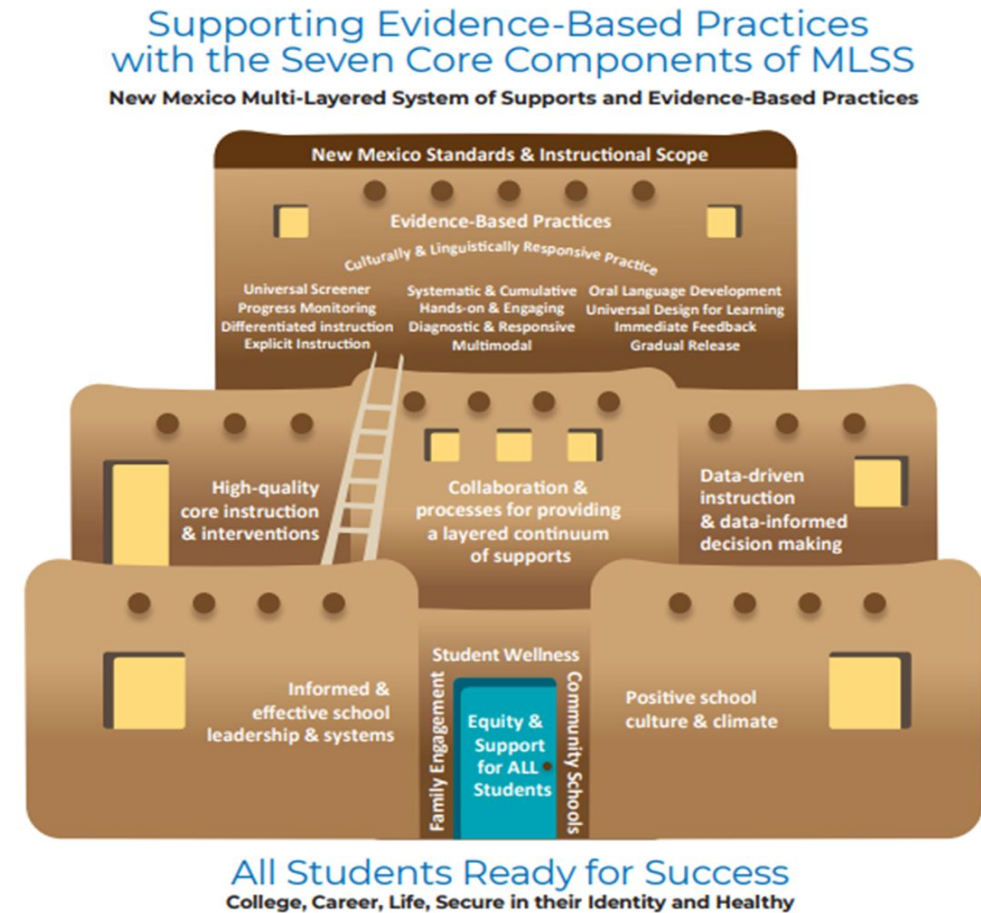 Supporting Evidence-Based Practices
with the Seven Core Components of MLSS
New Mexico Multi-Layered System of Supports and Evidence-Based Practices
New Mexico Standards & Instructional Scope
Evidence-Based Practices
Culturally & Linguistically Responsive Practice
Universal Screener
Progress Monitoring
Differentiated instruction
Explicit Instruction
Systematic & Cumulative
Hands-on & Engaging
Diagnostic & Responsive
Multimodal
Oral Language Development
Universal Design for Learning
Immediate Feedback
Gradual Release
High-quality
core instruction
& interventions
Collaboration &
processes for providing
a layered continuum
of supports
Data-driven
instruction
& data-informed
decision making
Informed &
effective school
leadership & systems
Student Wellness
Family Engagement
Equity &
Support
for ALL
Students
Community Schools
Positive school
culture & climate
All Students Ready for Success
College, Career, Life, Secure in their Identity and Healthy